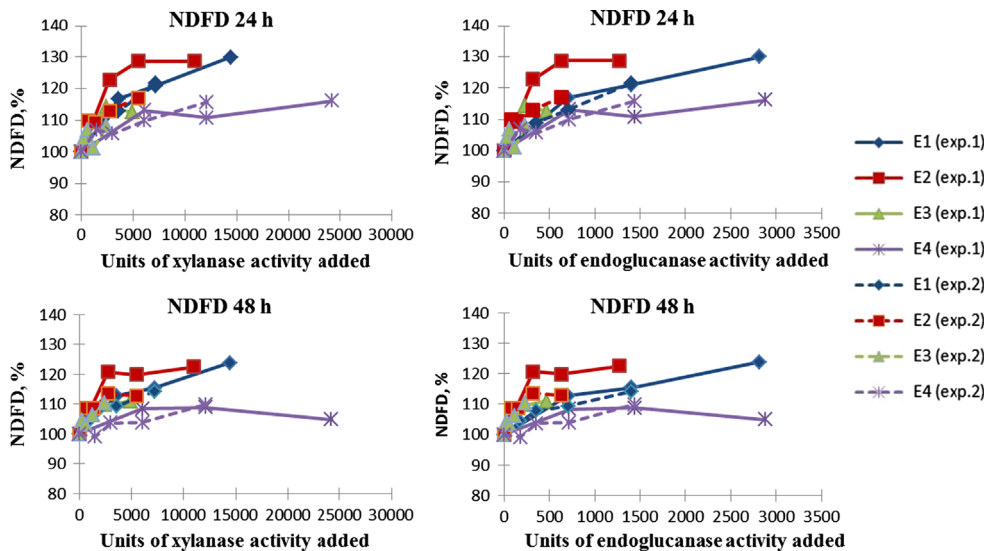 NDFD 24 h
NDFD, %
140
130
120
110
100
90
80
0 5000 10000 15000 20000 25000 30000
Units of xylanase activity added
NDFD 24 h
NDFD, %
140
130
120
110
100
90
80
0 500 1000 1500 2000 2500 3000 3500
Units of endoglucanase activity added
NDFD 48 h
NDFD, %
140
130
120
110
100
90
80
0 5000 10000 15000 20000 25000 30000
Units of xylanase activity added
NDFD 48 h
NDFD, %
140
130
120
110
100
90
80
0 500 1000 1500 2000 2500 3000 3500
Units of endoglucanase activity added
E1 (exp.1)
E2 (exp.1)
E3 (exp.1)
E4 (exp.1)
E1 (exp.2)
E2 (exp.2)
E3 (exp.2)
E4 (exp.2)